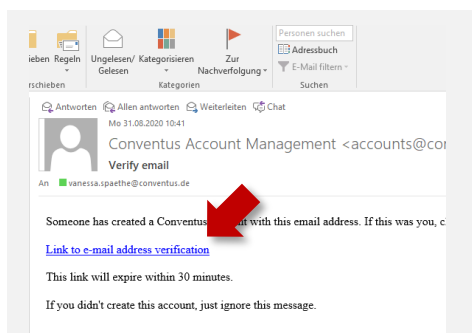 Personen suchen
ieben Regeln Ungelesen/ Kategorisieren Zur Adressbuch
Gelesen Nachverfolgung E-Mail filtern
rschieben Kategorien Suchen
Antworten Allen antworten Weiterleiten Chat
Mo 31.08.2020 10:41
Conventus Account Management <accounts@cor
Verify email
An vanessa.spaethe@conventus.de
Someone has created a Conventus with this email address. If this was you, c
Link to e-mail address verification
This link will expire within 30 minutes.
If you didn't create this account, just ignore this message.